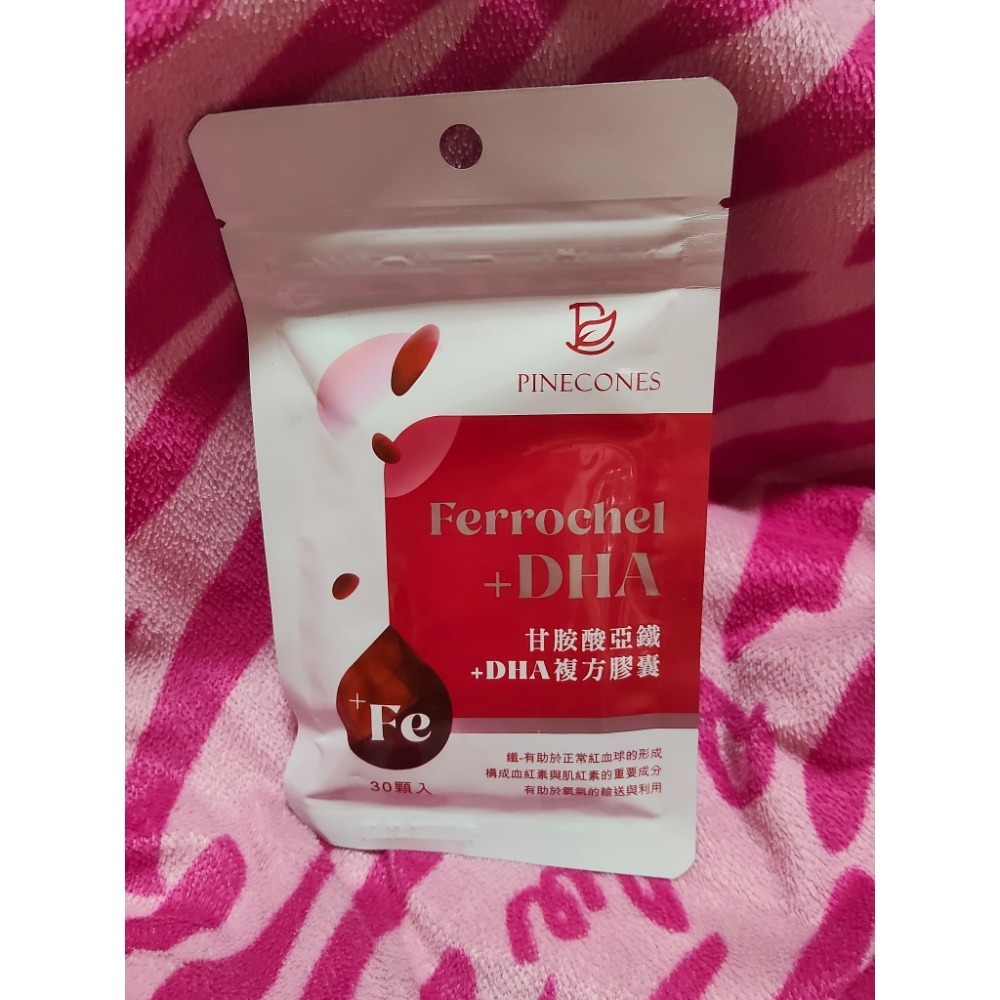 PINECONES
Ferrochel
+DHA
甘胺酸亞鐵
+DHA複方膠囊
+Fe
30顆入
鐵-有助於正常紅血球的形成
構成血紅素與肌紅素的重要成分
有助於氧氣的輸送與利用